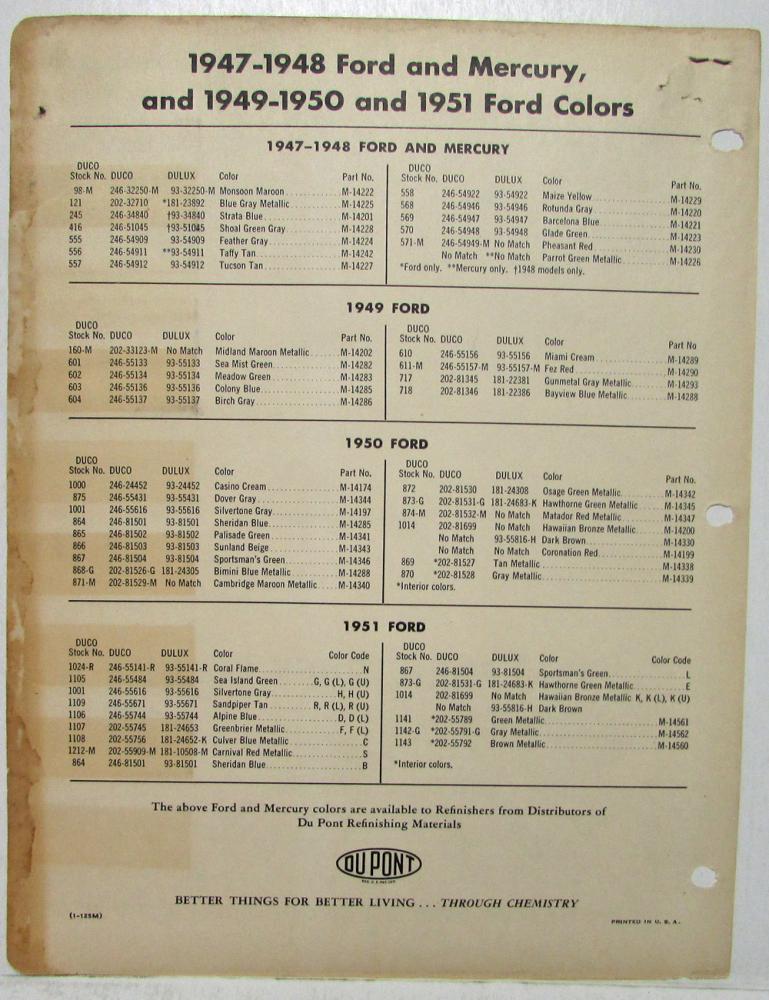 1947-1948 Ford and Mercury,
and 1949-1950 and 1951 Ford Colors
1947-1948 FORD AND MERCURY
DUCO
Stock No. DUCO DULUX Color Part No.
98-M 246-32250-M 93-32250-M Monsoon Maroon M-14222
121 202-32710 *181-23892 Blue Gray Metallic M-14225
245 246-34840 †93-34840 Strata Blue M-14201
416 246-51045 †93-51045 Shoal Green Gray M-14228
555 246-54909 93-54909 Feather Gray M-14224
556 246-54911 **93-54911 Taffy Tan M-14242
557 246-54912 93-54912 Tucson Tan M-14227
DUCO
Stock No. DUCO DULUX Color Part No.
558 246-54922 93-54922 Maize Yellow M-14229
568 246-54946 93-54946 Rotunda Gray M-14220
569 246-54947 93-54947 Barcelona Blue M-14221
570 246-54948 93-54948 Glade Green M-14223
571-M 246-54949-M No Match Pheasant Red M-14230
No Match **No Match Parrot Green Metallic M-14226
*Ford only. **Mercury only. †1948 models only.
1949 FORD
DUCO
Stock No. DUCO DULUX Color Part No.
160-M 202-33123-M No Match Midland Maroon Metallic M-14202
601 246-55133 93-55133 Sea Mist Green M-14282
602 246-55134 93-55134 Meadow Green M-14283
603 246-55136 93-55136 Colony Blue M-14285
604 246-55137 93-55137 Birch Gray M-14286
DUCO
Stock No. DUCO DULUX Color Part No
610 246-55156 93-55156 Miami Cream M-14289
611-M 246-55157-M 93-55157-M Fez Red M-14290
717 202-81345 181-22381 Gunmetal Gray Metallic M-14293
718 202-81346 181-22386 Bayview Blue Metallic M-14288
1950 FORD
DUCO
Stock No. DUCO DULUX Color Part No.
1000 246-24452 93-24452 Casino Cream M-14174
875 246-55431 93-55431 Dover Gray M-14344
1001 246-55616 93-55616 Silvertone Gray M-14197
864 246-81501 93-81501 Sheridan Blue M-14285
865 246-81502 93-81502 Palisade Green M-14341
866 246-81503 93-81503 Sunland Beige M-14343
867 246-81504 93-81504 Sportsman's Green M-14346
868-G 202-81526-G 181-24305 Bimini Blue Metallic M-14288
871-M 202-81529-M No Match Cambridge Maroon Metallic M-14340
DUCO
Stock No. DUCO DULUX Color Part No.
872 202-81530 181-24308 Osage Green Metallic M-14342
873-G 202-81531-G 181-24683-K Hawthorne Green Metallic M-14345
874-M 202-81532-M No Match Matador Red Metallic M-14347
1014 202-81699 No Match Hawaiian Bronze Metallic M-14200
No Match 93-55816-H Dark Brown M-14330
No Match No Match Coronation Red M-14199
869 *202-81527 Tan Metallic M-14338
870 *202-81528 Gray Metallic M-14339
*Interior colors.
1951 FORD
DUCO
Stock No. DUCO DULUX Color Color Code
1024-R 246-55141-R 93-55141-R Coral Flame N
1105 246-55484 93-55484 Sea Island Green G, G (L), G (U)
1001 246-55616 93-55616 Silvertone Gray H, H (U)
1109 246-55671 93-55671 Sandpiper Tan R, R (L), R (U)
1106 246-55744 93-55744 Alpine Blue D, D (L)
1107 202-55745 181-24653 Greenbrier Metallic F, F (L)
1108 202-55756 181-24652-K Culver Blue Metallic C
1212-M 202-55909-M 181-10508-M Carnival Red Metallic S
864 246-81501 93-81501 Sheridan Blue B
DUCO
Stock No. DUCO DULUX Color Color Code
867 246-81504 93-81504 Sportsman's Green L
873-G 202-81531-G 181-24683-K Hawthorne Green Metallic E
1014 202-81699 No Match Hawaiian Bronze Metallic K, K (L), K (U)
No Match 93-55816-H Dark Brown
1141 *202-55789 Green Metallic M-14561
1142-G *202-55791-G Gray Metallic M-14562
1143 *202-55792 Brown Metallic M-14560
*Interior colors.
The above Ford and Mercury colors are available to Refinishers from Distributors of
Du Pont Refinishing Materials
DU PONT
BETTER THINGS FOR BETTER LIVING . . . THROUGH CHEMISTRY
(1-125M)
PRINTED IN U. S. A.